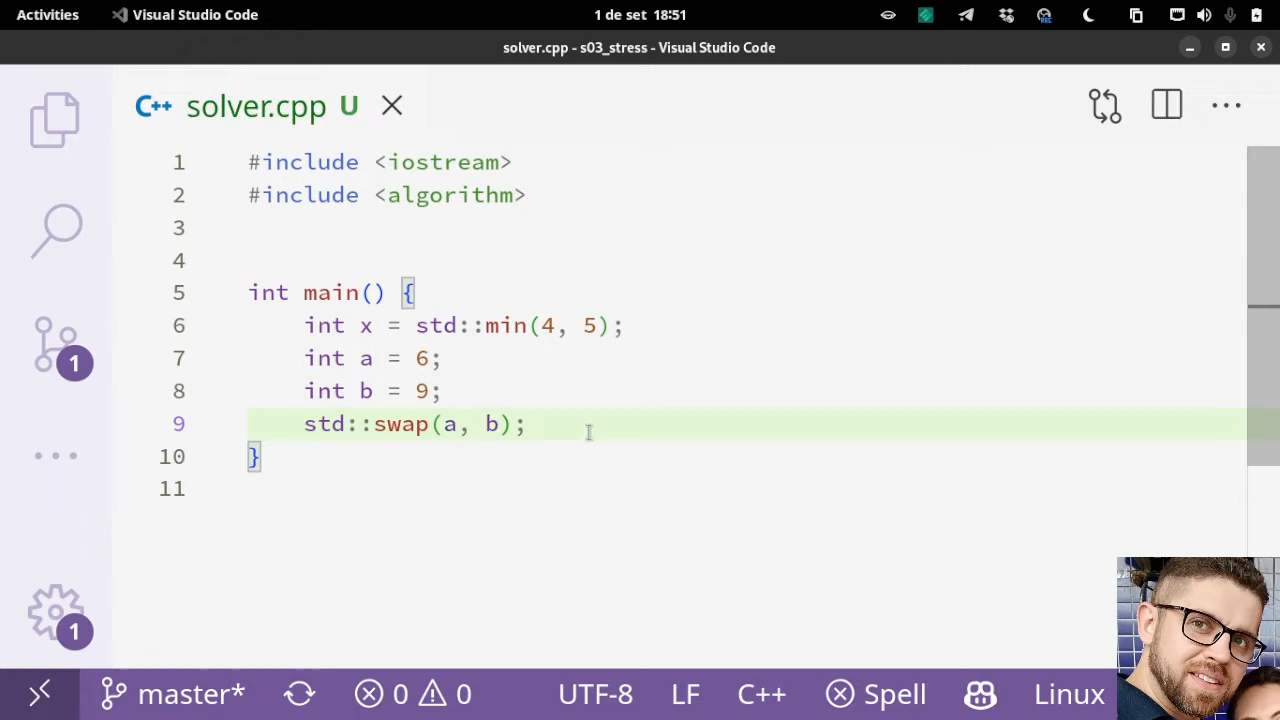 Activities Visual Studio Code 1 de set 18:51
solver.cpp - s03_stress - Visual Studio Code
C++ solver.cpp U
1 #include <iostream>
2 #include <algorithm>
3
4
5 int main() {
6 int x = std::min(4, 5);
7 int a = 6;
8 int b = 9;
9 std::swap(a, b);
10 }
11
1
1
master* 0 0 UTF-8 LF C++ Spell Linux